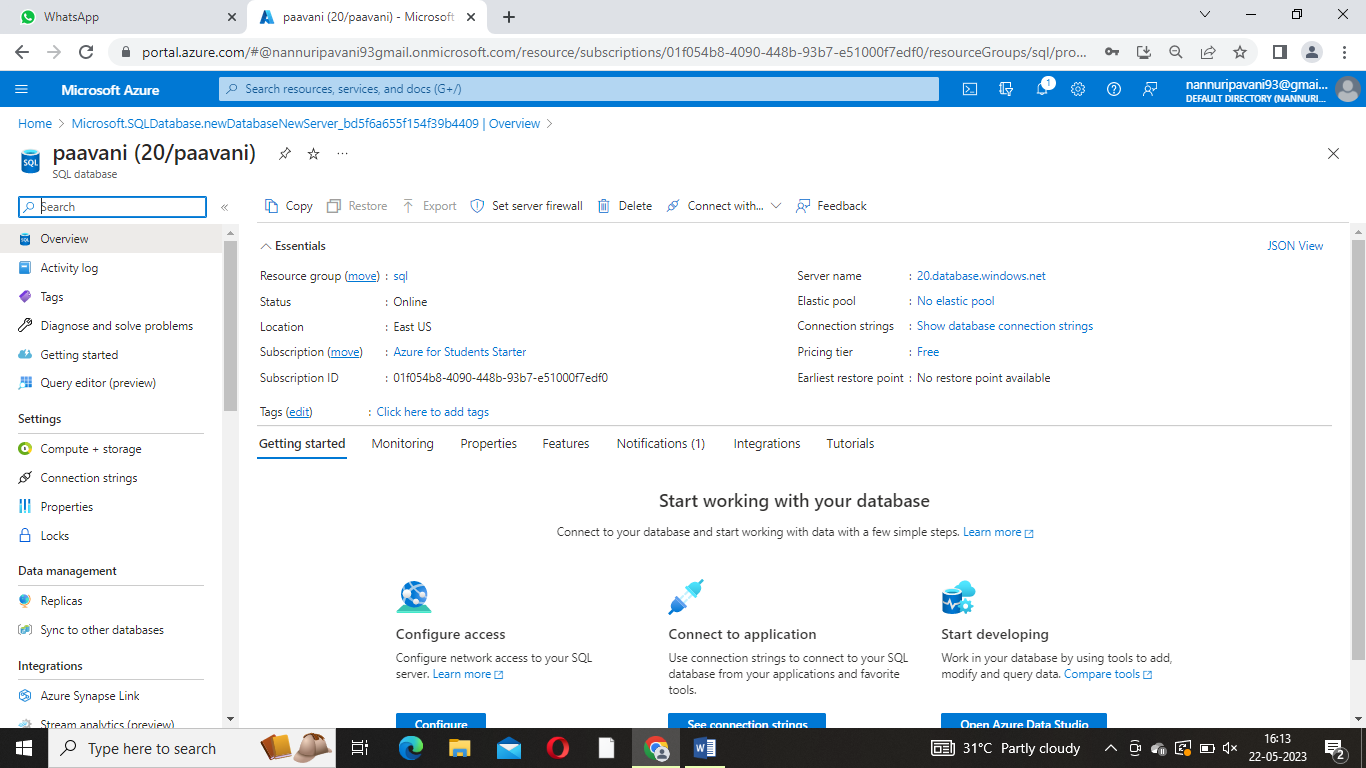 WhatsApp
paavani (20/paavani) - Microsoft
portal.azure.com/#@nannuripavani93gmail.onmicrosoft.com/resource/subscriptions/01f054b8-4090-448b-93b7-e51000f7edf0/resourceGroups/sql/pro...
Microsoft Azure
Search resources, services, and docs (G+/)
1
nannuripavani93@gmai...
DEFAULT DIRECTORY (NANNURI...
Home > Microsoft.SQLDatabase.newDatabaseNewServer_bd5f6a655f154f39b4409 | Overview >
SQL
paavani (20/paavani)
SQL database
Search
Copy Restore Export Set server firewall Delete Connect with... Feedback
Overview
Activity log
Tags
Diagnose and solve problems
Getting started
Query editor (preview)
Settings
Compute + storage
Connection strings
Properties
Locks
Data management
Replicas
Sync to other databases
Integrations
Azure Synapse Link
Stream analytics (preview)
Essentials
JSON View
Resource group (move) : sql
Status : Online
Location : East US
Subscription (move) : Azure for Students Starter
Subscription ID : 01f054b8-4090-448b-93b7-e51000f7edf0
Server name : 20.database.windows.net
Elastic pool : No elastic pool
Connection strings : Show database connection strings
Pricing tier : Free
Earliest restore point : No restore point available
Tags (edit) : Click here to add tags
Getting started Monitoring Properties Features Notifications (1) Integrations Tutorials
Start working with your database
Connect to your database and start working with data with a few simple steps. Learn more
Configure access
Configure network access to your SQL
server. Learn more
Configure
Connect to application
Use connection strings to connect to your SQL
database from your applications and favorite
tools.
See connection strings
Start developing
Work in your database by using tools to add,
modify and query data. Compare tools
Open Azure Data Studio
Type here to search
31°C Partly cloudy
16:13
22-05-2023
2